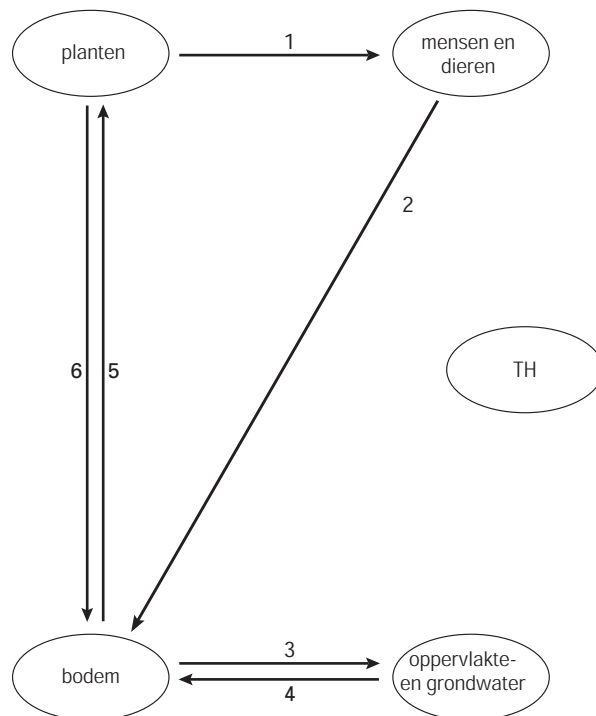 planten
1
mensen en
dieren
2
6
5
TH
bodem
3
4
oppervlakte-
en grondwater